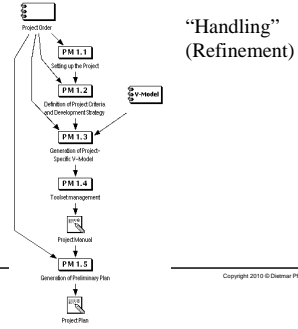 Project Order
"Handling"
(Refinement)
PM 1.1
Setting up the Project
PM 1.2
Definition of Project Criteria
and Development Strategy
V-Model
PM 1.3
Generation of Project-
Specific V-Model
PM 1.4
Toolnet management
Project Manual
PM 1.5
Generation of Preliminary Plan
Project Plan
Copyright 2010 © Dietmar